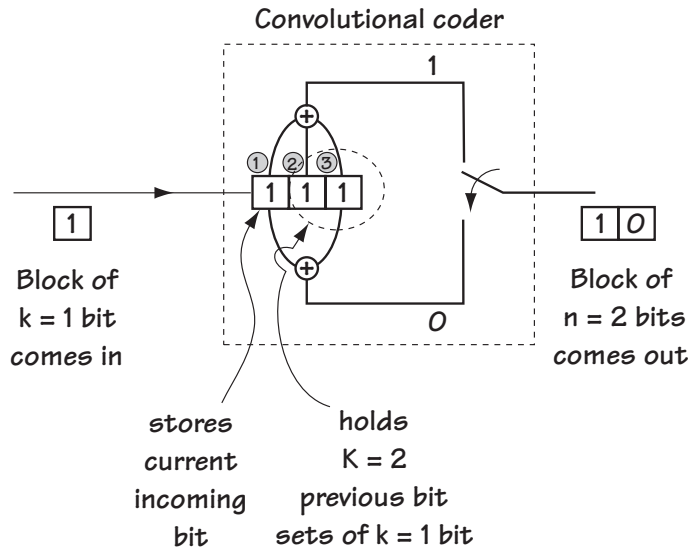 Convolutional coder
1
+
1 2 3
1 1 1
1
1 0
+
0
Block of
k = 1 bit
comes in
Block of
n = 2 bits
comes out
stores
current
incoming
bit
holds
K = 2
previous bit
sets of k = 1 bit